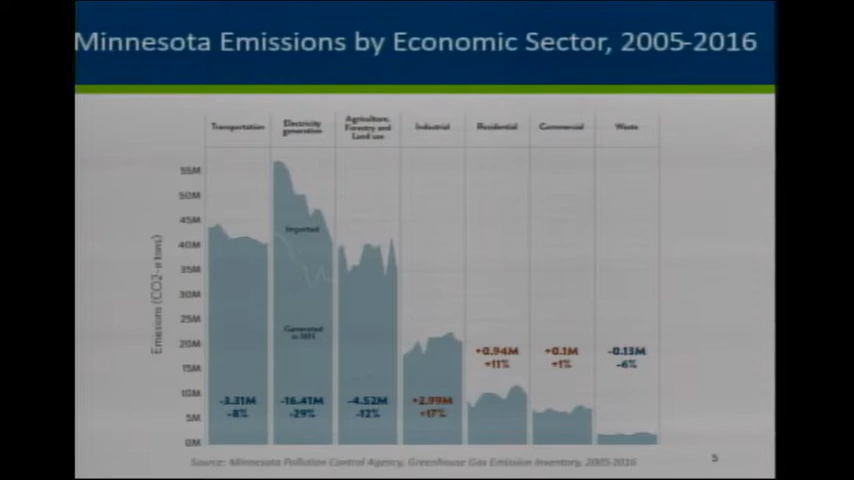 Minnesota Emissions by Economic Sector, 2005-2016
Transportation
Electricity
generation
Agriculture,
Forestry and
Land use
Industrial
Residential
Commercial
Waste
Emissions (CO2-e tons)
55M
50M
45M
40M
35M
30M
25M
20M
15M
10M
5M
0M
Imported
Generated
in MN
-3.31M
-8%
-16.41M
-29%
-4.52M
-12%
+2.99M
+17%
+0.94M
+11%
+0.1M
+1%
-0.13M
-6%
Source: Minnesota Pollution Control Agency, Greenhouse Gas Emission Inventory, 2005-2016
5